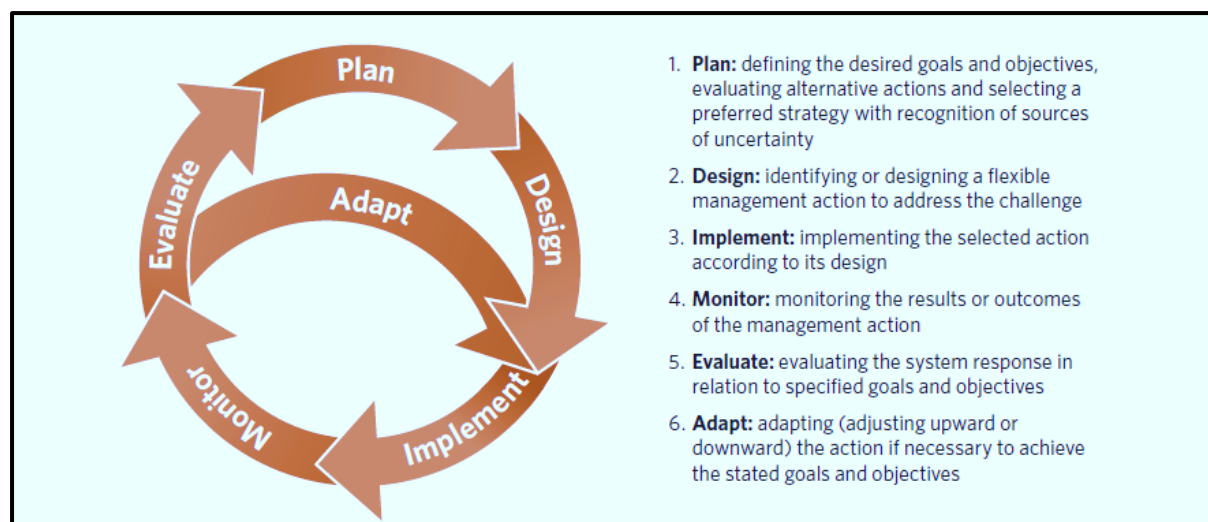 Plan
Design
Implement
Monitor
Evaluate
Adapt
1. Plan: defining the desired goals and objectives,
evaluating alternative actions and selecting a
preferred strategy with recognition of sources
of uncertainty
2. Design: identifying or designing a flexible
management action to address the challenge
3. Implement: implementing the selected action
according to its design
4. Monitor: monitoring the results or outcomes
of the management action
5. Evaluate: evaluating the system response in
relation to specified goals and objectives
6. Adapt: adapting (adjusting upward or
downward) the action if necessary to achieve
the stated goals and objectives